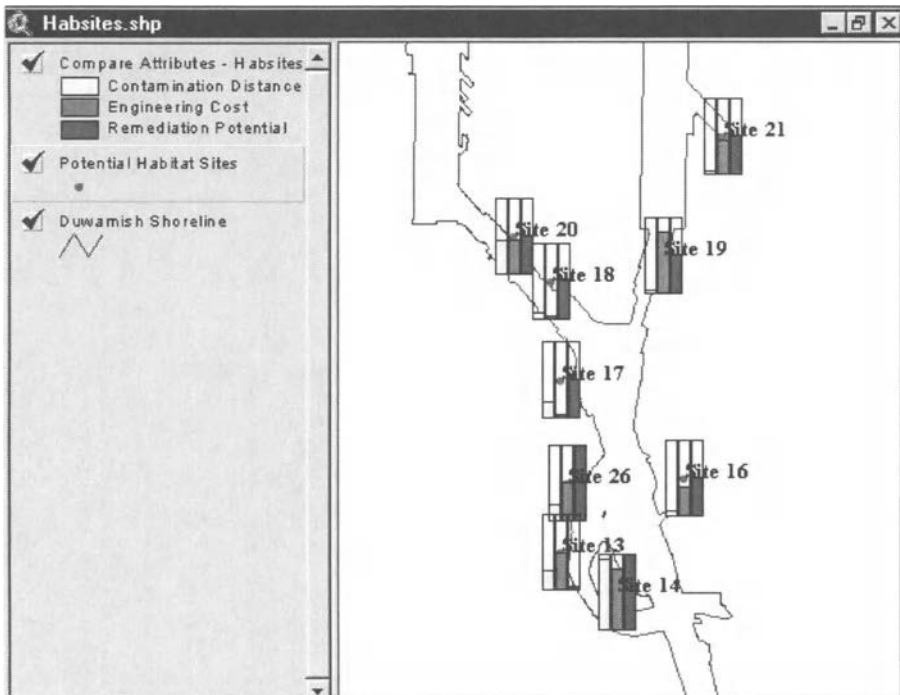 Habsites.shp
Compare Attributes - Habsites
Contamination Distance
Engineering Cost
Remediation Potential
Potential Habitat Sites
Duwamish Shoreline
Site 21
Site 20
Site 19
Site 18
Site 17
Site 26
Site 16
Site 13
Site 14